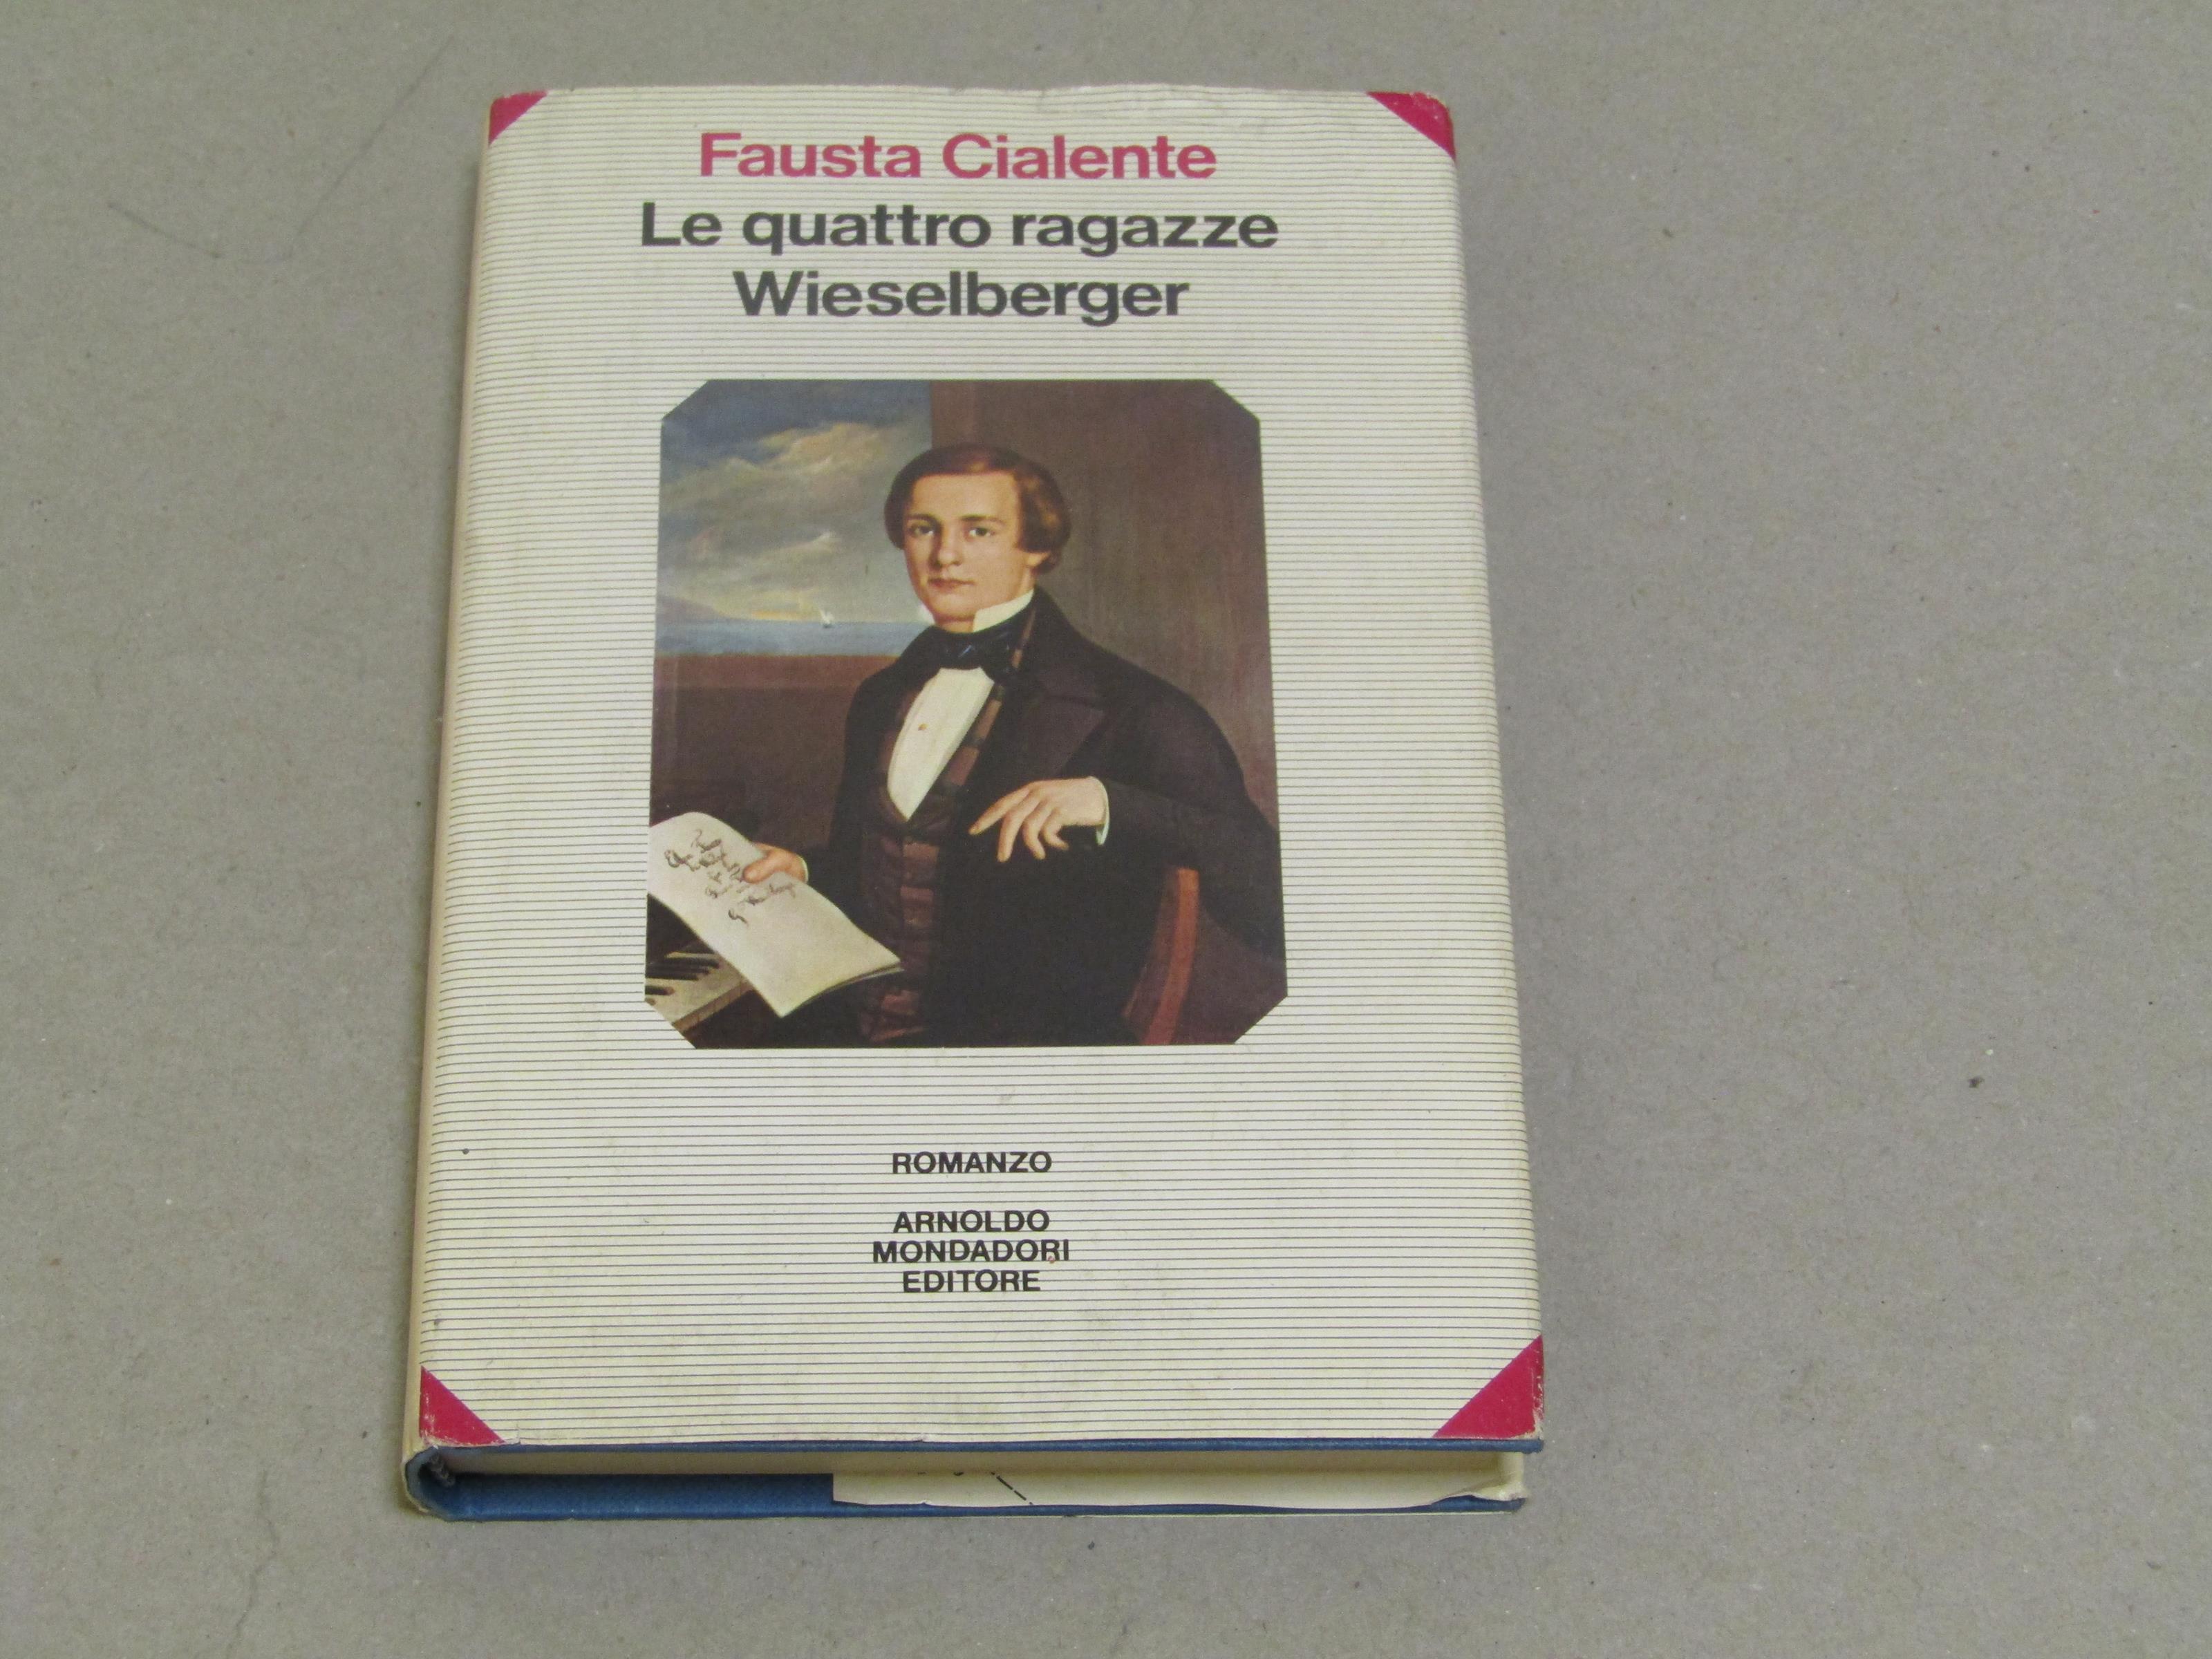 Fausta Cialente
Le quattro ragazze
Wieselberger
ROMANZO
ARNOLDO
MONDADORI
EDITORE